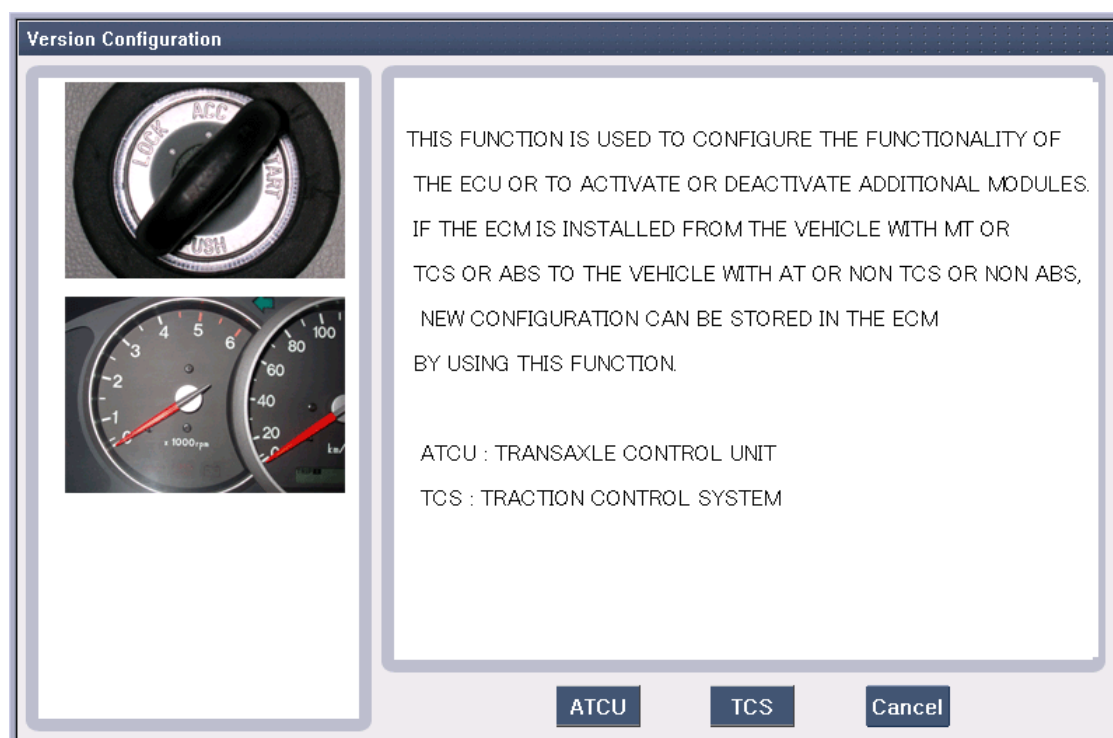 Version Configuration
LOCK
ACC
START
PUSH
THIS FUNCTION IS USED TO CONFIGURE THE FUNCTIONALITY OF
THE ECU OR TO ACTIVATE OR DEACTIVATE ADDITIONAL MODULES.
IF THE ECM IS INSTALLED FROM THE VEHICLE WITH MT OR
TCS OR ABS TO THE VEHICLE WITH AT OR NON TCS OR NON ABS,
NEW CONFIGURATION CAN BE STORED IN THE ECM
BY USING THIS FUNCTION.
ATCU : TRANSAXLE CONTROL UNIT
TCS : TRACTION CONTROL SYSTEM
0 1 2 3 4 5 6
x 1000rpm
0 20 40 60 80 100
km/
ATCU
TCS
Cancel